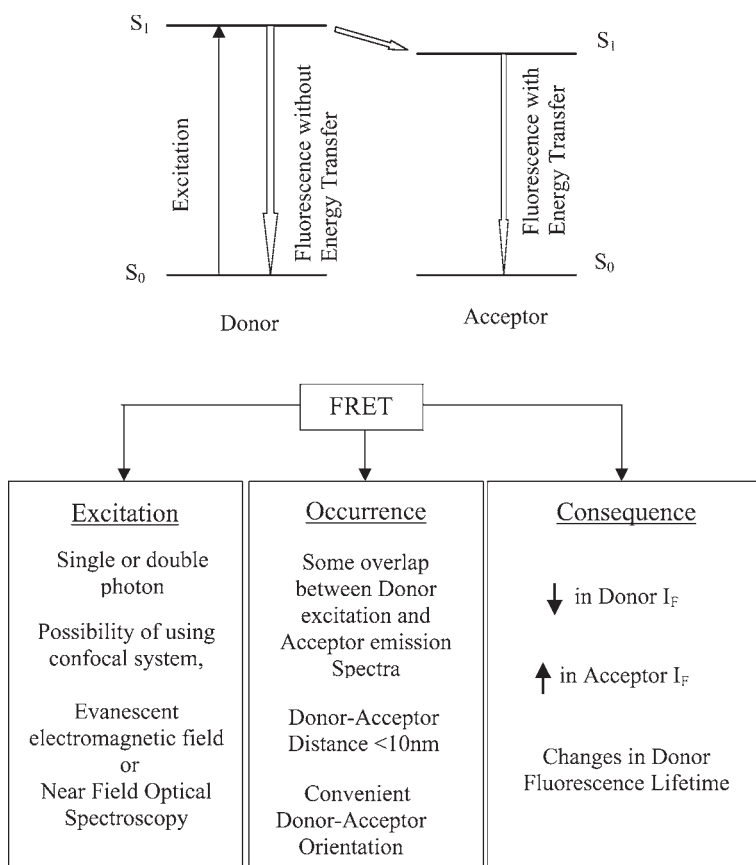 S1
S1
Excitation
Fluorescence without
Energy Transfer
Fluorescence with
Energy Transfer
S0
S0
Donor
Acceptor
FRET
Excitation
Single or double
photon
Possibility of using
confocal system,
Evanescent
electromagnetic field
or
Near Field Optical
Spectroscopy
Occurrence
Some overlap
between Donor
excitation and
Acceptor emission
Spectra
Donor-Acceptor
Distance <10nm
Convenient
Donor-Acceptor
Orientation
Consequence
↓ in Donor IF
↑ in Acceptor IF
Changes in Donor
Fluorescence Lifetime